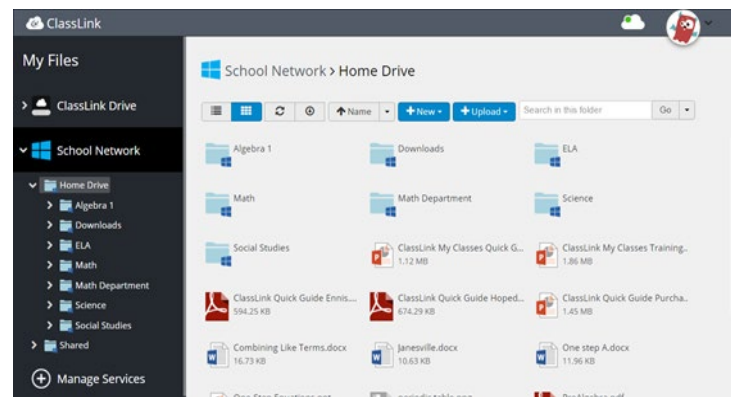 ClassLink
My Files
ClassLink Drive
School Network
Home Drive
Algebra 1
Downloads
ELA
Math
Math Department
Science
Social Studies
Shared
Manage Services
School Network > Home Drive
Name
+New
+Upload
Search in this folder
Go
Algebra 1
Downloads
ELA
Math
Math Department
Science
Social Studies
ClassLink My Classes Quick G...
1.12 MB
ClassLink My Classes Training..
1.86 MB
ClassLink Quick Guide Ennis....
594.25 KB
ClassLink Quick Guide Hoped...
674.29 KB
ClassLink Quick Guide Purcha..
1.45 MB
Combining Like Terms.docx
16.73 KB
Janesville.docx
10.63 KB
One step A.docx
11.96 KB